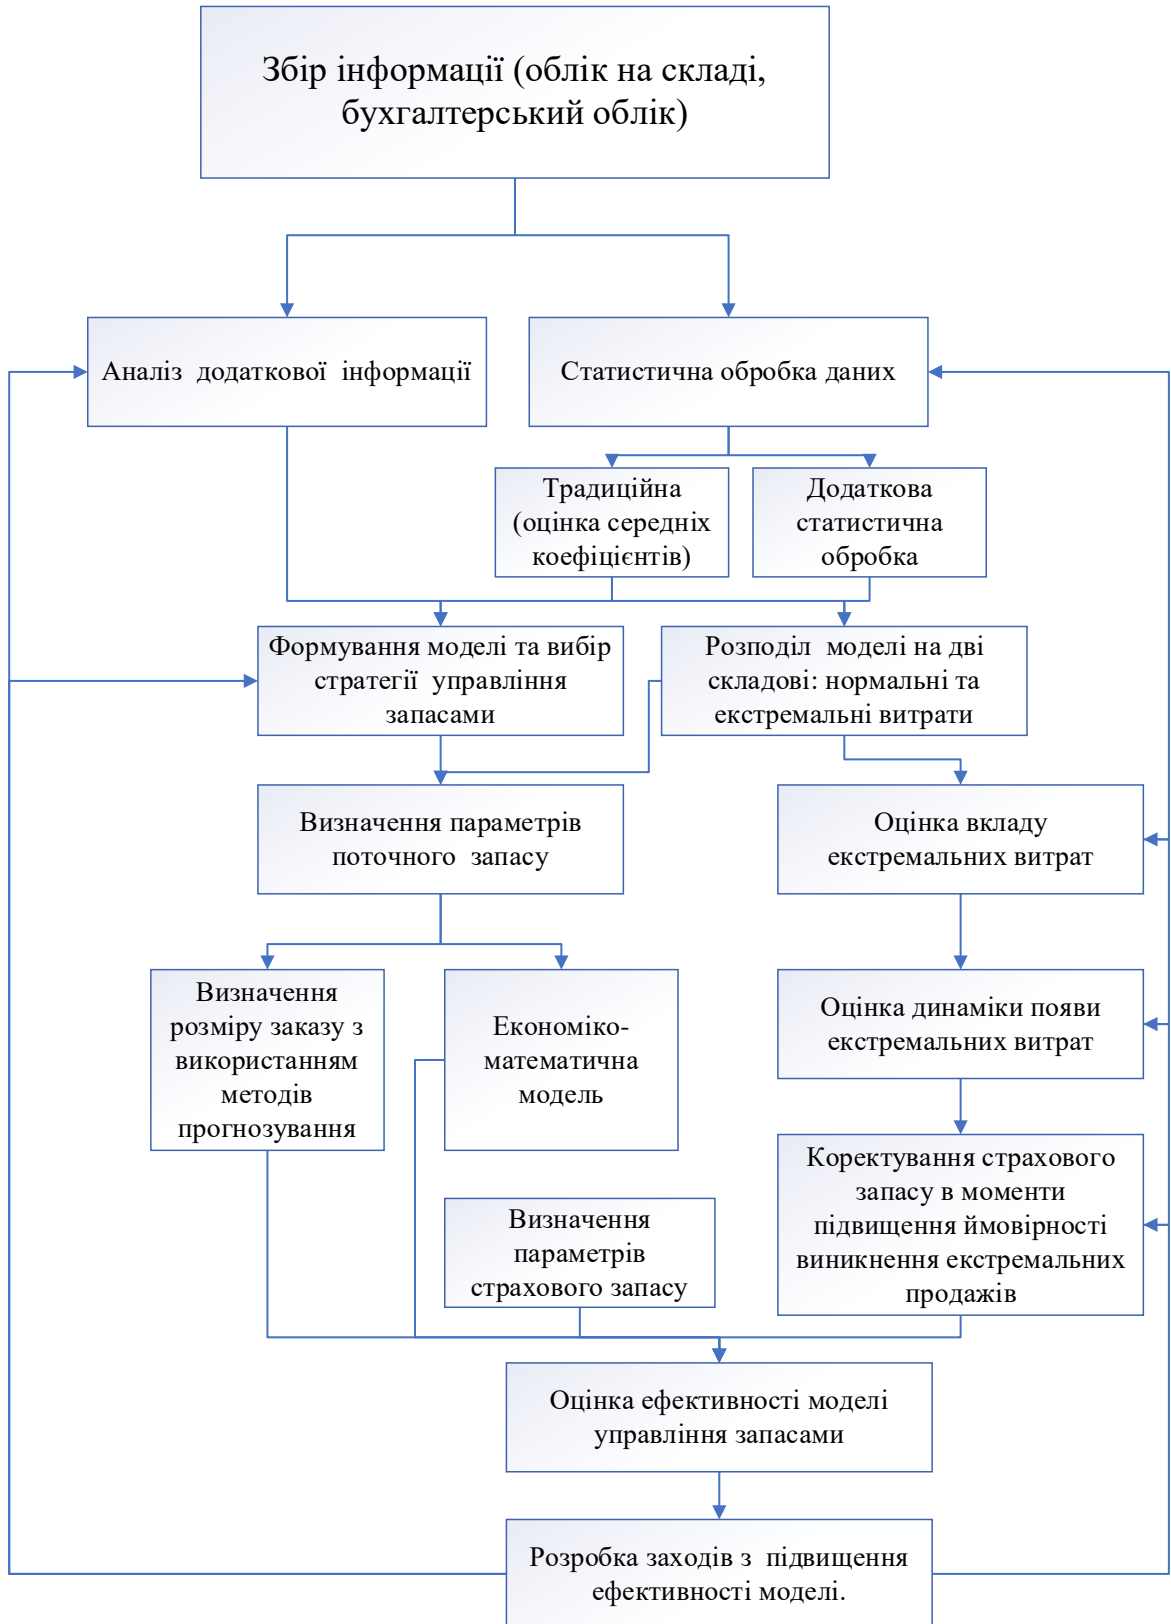 Збір інформації (облік на складі,
бухгалтерський облік)
Аналіз додаткової інформації
Статистична обробка даних
Традиційна
(оцінка середніх
коефіцієнтів)
Додаткова
статистична
обробка
Формування моделі та вибір
стратегії управління
запасами
Розподіл моделі на дві
складові: нормальні та
екстремальні витрати
Визначення параметрів
поточного запасу
Оцінка вкладу
екстремальних витрат
Визначення
розміру заказу з
використанням
методів
прогнозування
Економіко-
математична
модель
Оцінка динаміки появи
екстремальних витрат
Коректування страхового
запасу в моменти
підвищення ймовірності
виникнення екстремальних
продажів
Визначення
параметрів
страхового запасу
Оцінка ефективності моделі
управління запасами
Розробка заходів з підвищення
ефективності моделі.